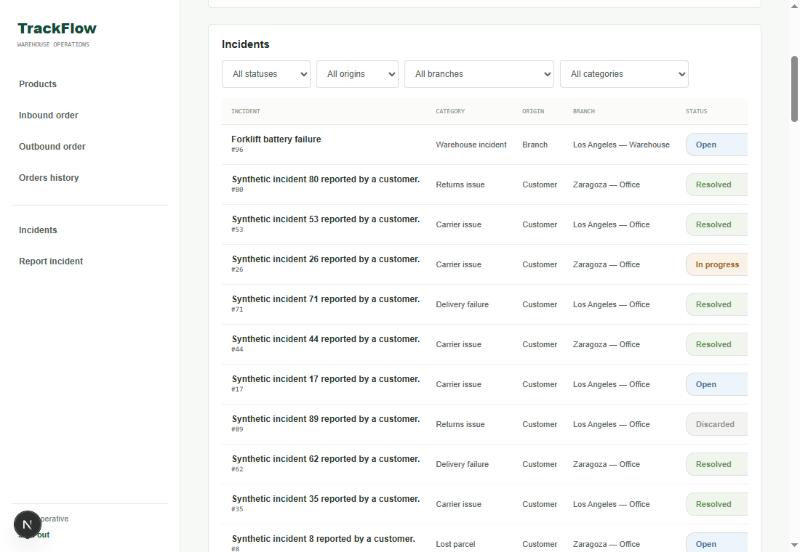 TrackFlow
WAREHOUSE OPERATIONS
Products
Inbound order
Outbound order
Orders history
Incidents
Report incident
perative
out
N
Incidents
All statuses
All origins
All branches
All categories
INCIDENT CATEGORY ORIGIN BRANCH STATUS
Forklift battery failure
#96
Warehouse incident Branch Los Angeles — Warehouse Open
Synthetic incident 80 reported by a customer.
#80
Returns issue Customer Zaragoza — Office Resolved
Synthetic incident 53 reported by a customer.
#53
Carrier issue Customer Los Angeles — Office Resolved
Synthetic incident 26 reported by a customer.
#26
Carrier issue Customer Zaragoza — Office In progress
Synthetic incident 71 reported by a customer.
#71
Delivery failure Customer Los Angeles — Office Resolved
Synthetic incident 44 reported by a customer.
#44
Carrier issue Customer Zaragoza — Office Resolved
Synthetic incident 17 reported by a customer.
#17
Carrier issue Customer Los Angeles — Office Open
Synthetic incident 89 reported by a customer.
#89
Returns issue Customer Los Angeles — Office Discarded
Synthetic incident 62 reported by a customer.
#62
Delivery failure Customer Zaragoza — Office Resolved
Synthetic incident 35 reported by a customer.
#35
Carrier issue Customer Los Angeles — Office Resolved
Synthetic incident 8 reported by a customer.
#8
Lost parcel Customer Zaragoza — Office Open